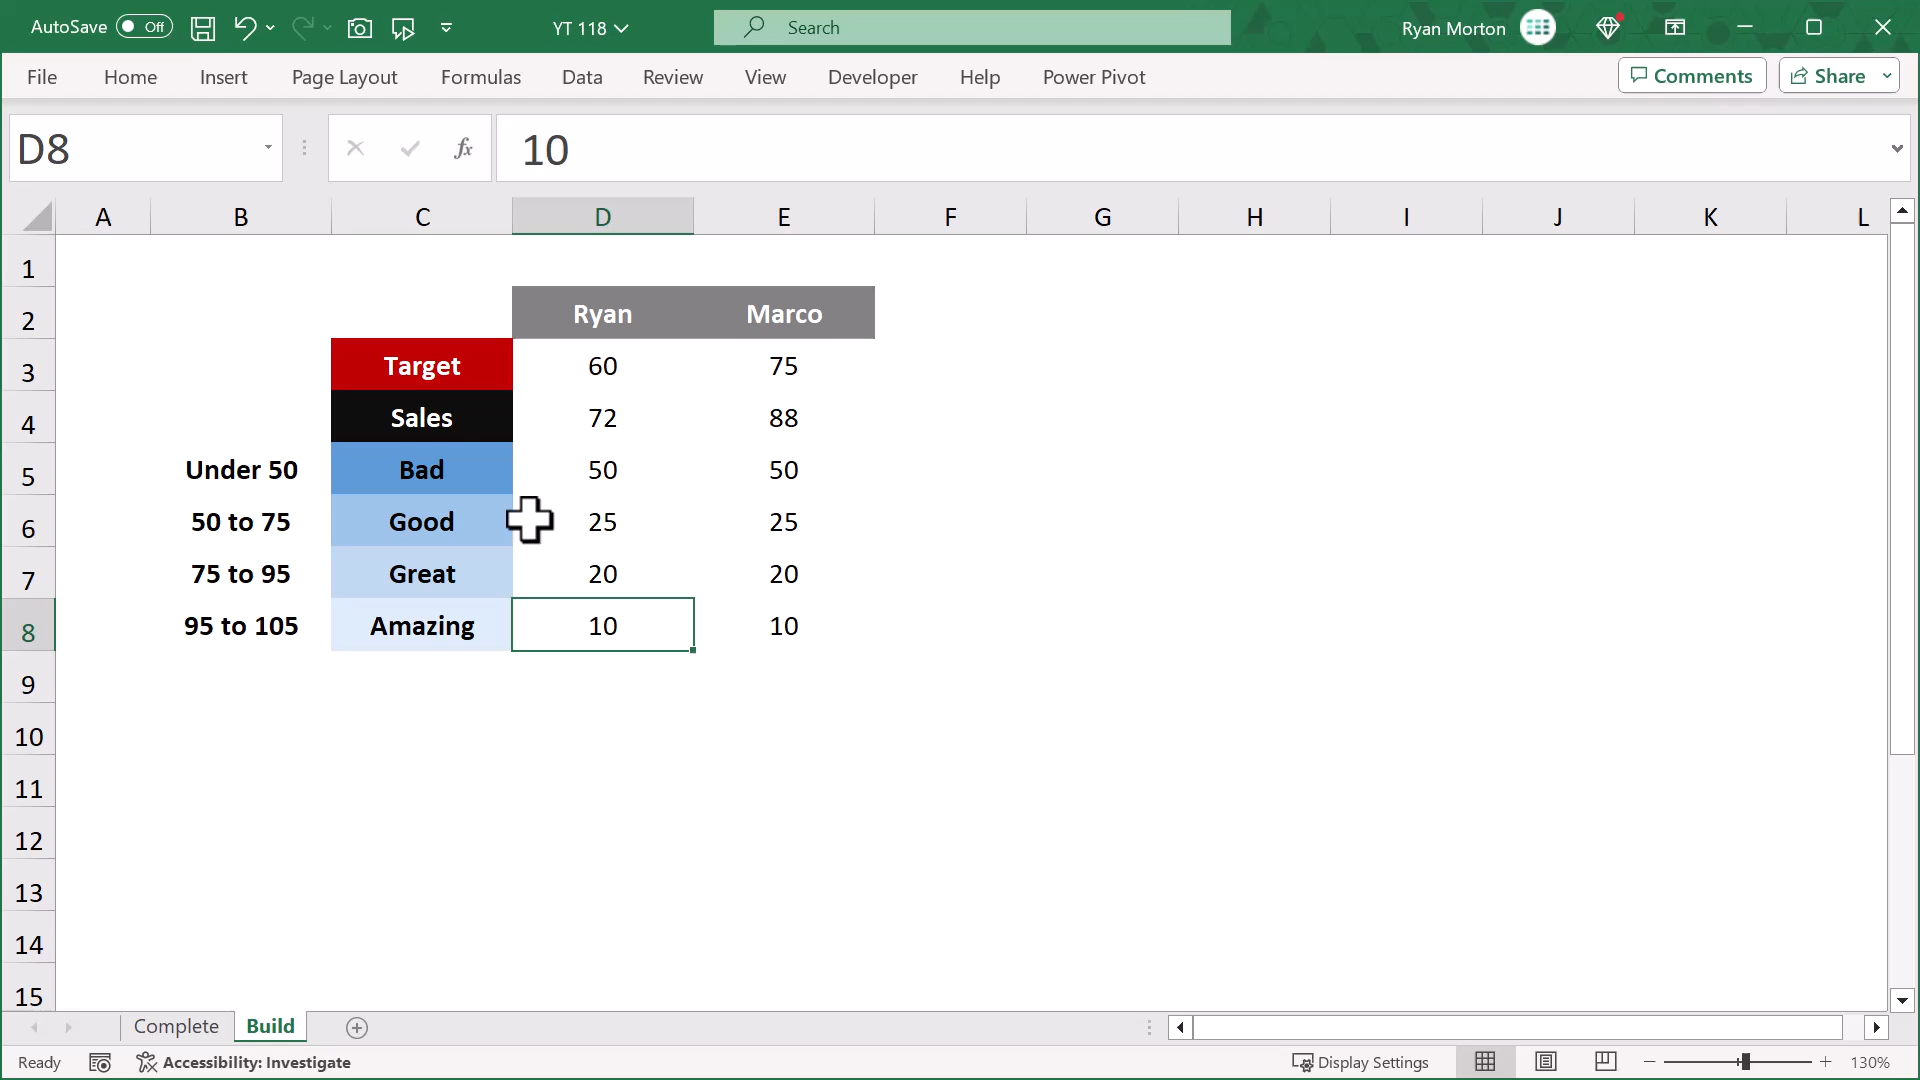 AutoSave Off YT 118 Search Ryan Morton
File Home Insert Page Layout Formulas Data Review View Developer Help Power Pivot Comments Share
D8 fx 10
A B C D E F G H I J K L
1
2 Ryan Marco
3 Target 60 75
4 Sales 72 88
5 Under 50 Bad 50 50
6 50 to 75 Good 25 25
7 75 to 95 Great 20 20
8 95 to 105 Amazing 10 10
9
10
11
12
13
14
15
Complete Build
Ready Accessibility: Investigate Display Settings 130%